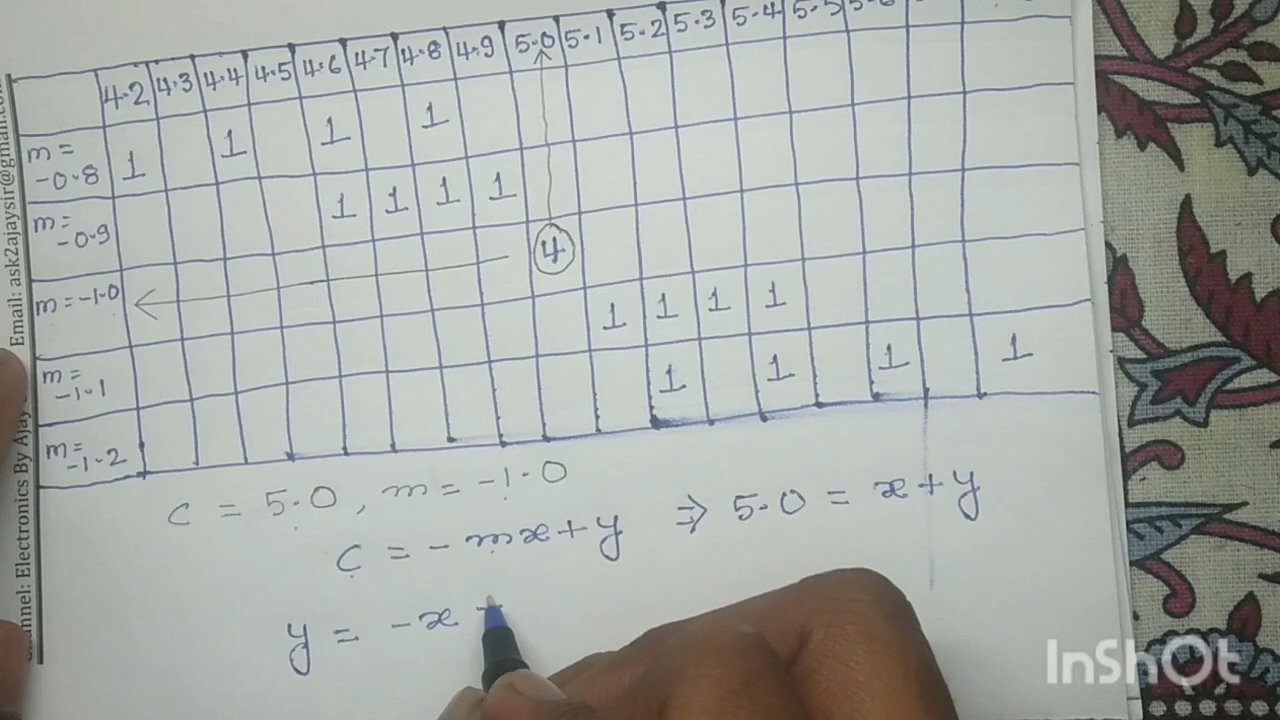 4.2 4.3 4.4 4.5 4.6 4.7 4.8 4.9 5.0 5.1 5.2 5.3 5.4 5.5
m = -0.8 1 1 1 1
m = -0.9 1 1 1 1
m = -1.0 4
m = -1.1 1 1 1 1
m = -1.2 1 1 1 1
c = 5.0, m = -1.0
c = -mx + y ⇒ 5.0 = x + y
y = -x
Email: ask2ajaysir@gmail.com
Electronics By Ajay
InShOt